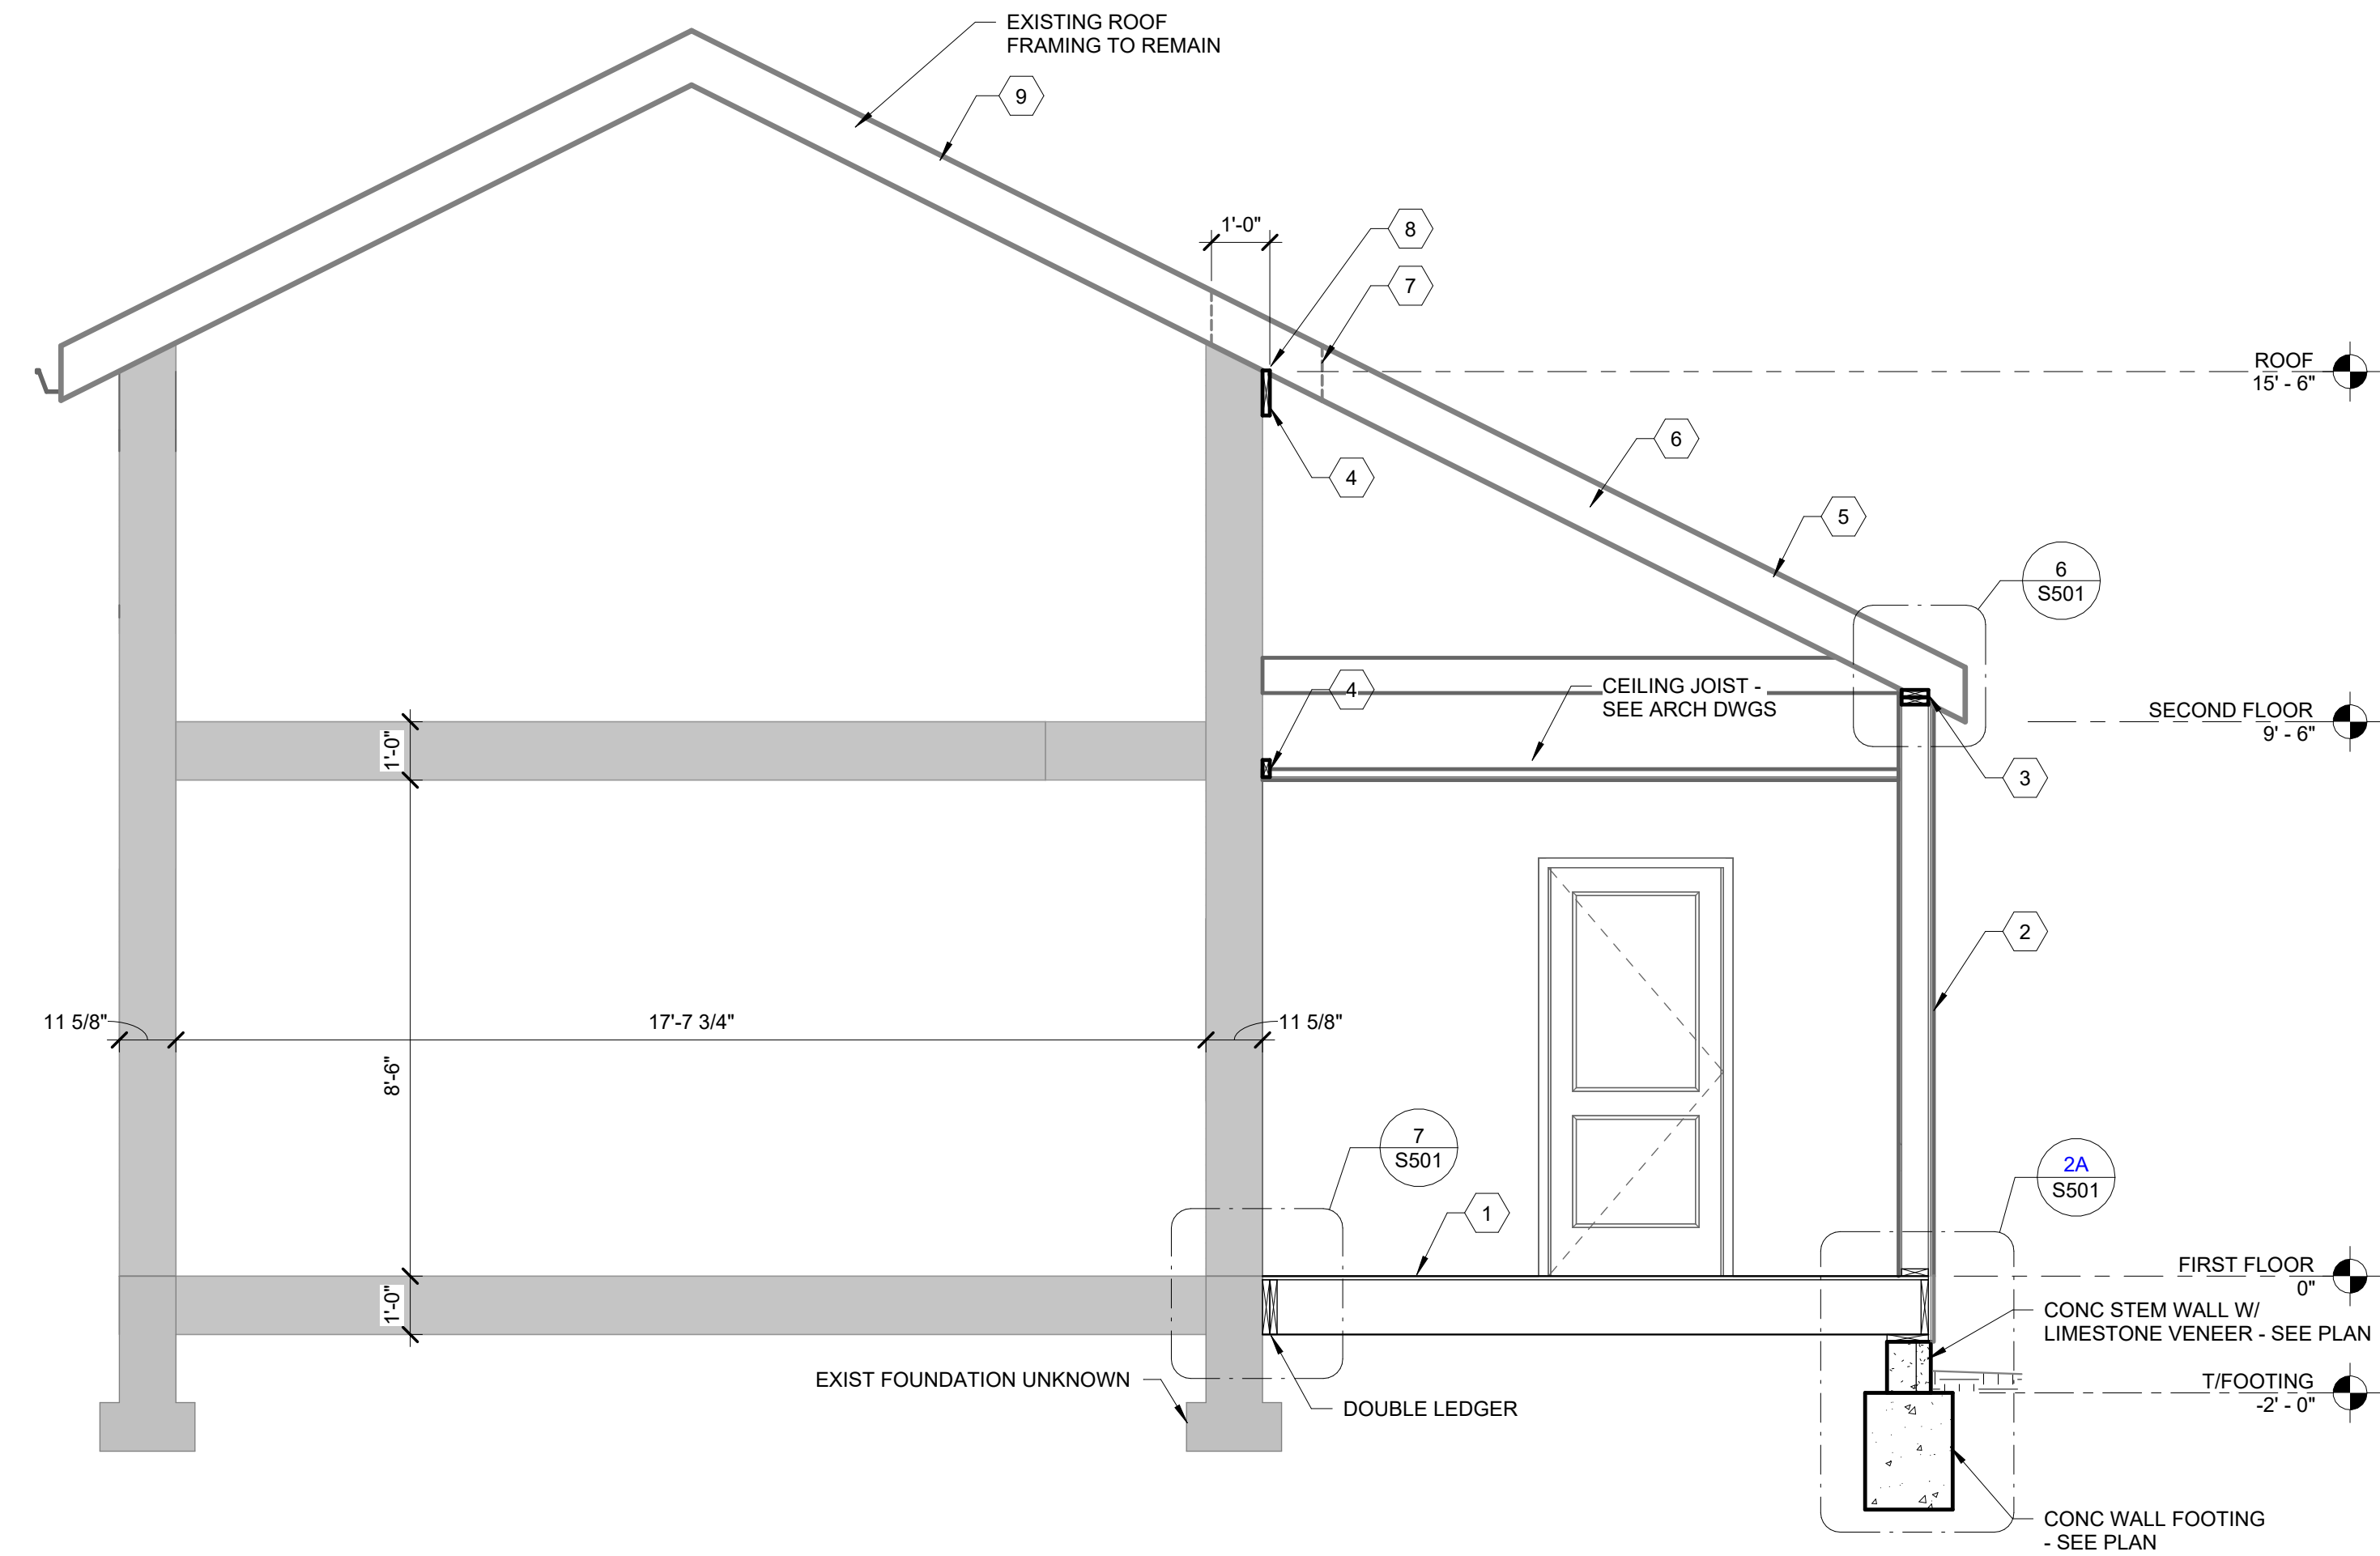 EXISTING ROOF
FRAMING TO REMAIN
9
1'-0"
8
7
ROOF
15' - 6"
6
4
5
6
S501
4
CEILING JOIST -
SEE ARCH DWGS
SECOND FLOOR
9' - 6"
1'-0"
3
2
11 5/8"
17'-7 3/4"
11 5/8"
8'-6"
7
S501
2A
S501
1
FIRST FLOOR
0"
1'-0"
CONC STEM WALL W/
LIMESTONE VENEER - SEE PLAN
EXIST FOUNDATION UNKNOWN
T/FOOTING
-2' - 0"
DOUBLE LEDGER
CONC WALL FOOTING
- SEE PLAN